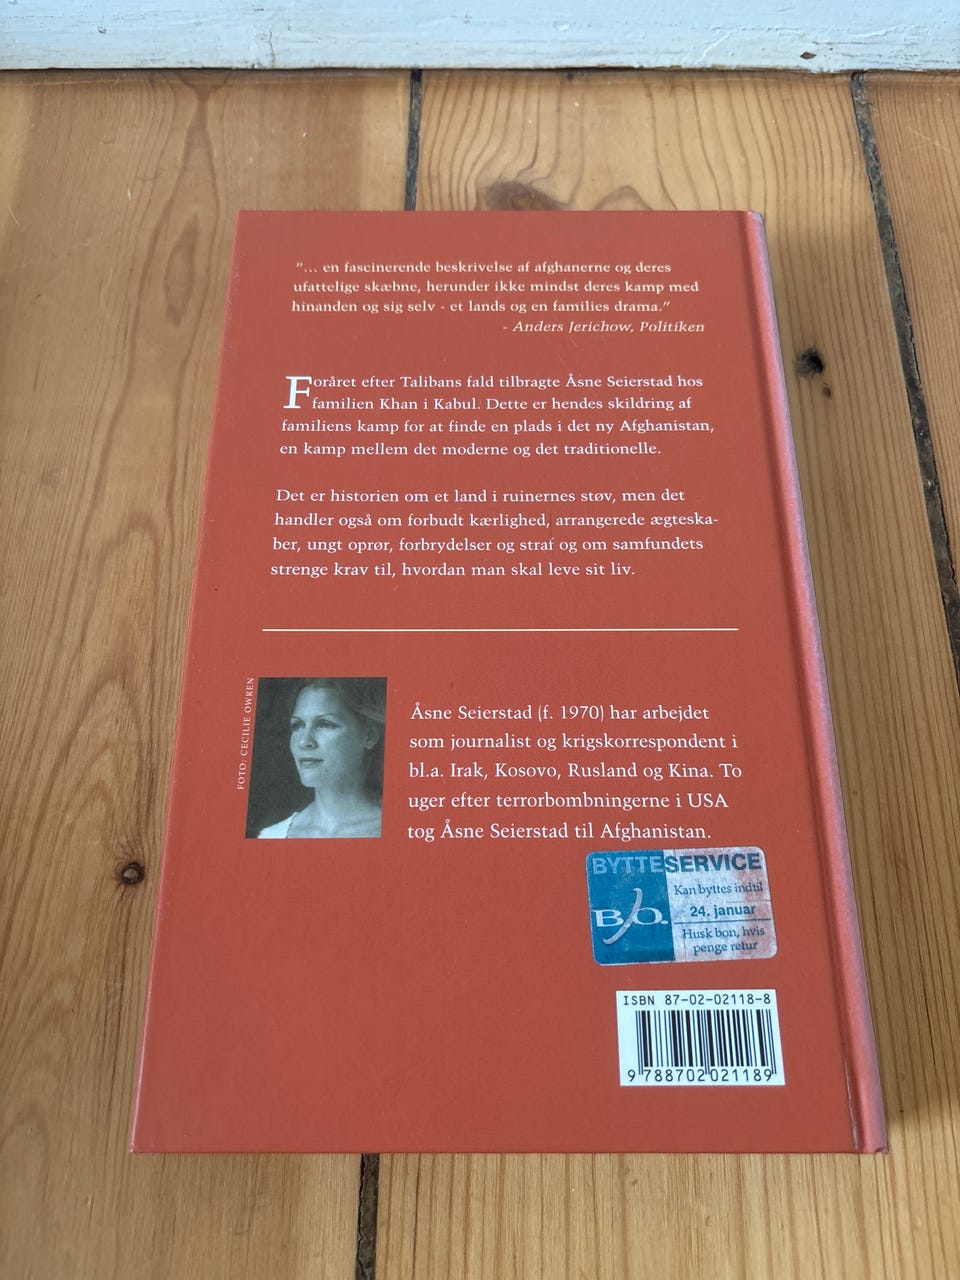 "... en fascinerende beskrivelse af afghanerne og deres
ufattelige skæbne, herunder ikke mindst deres kamp med
hinanden og sig selv - et lands og en families drama."
- Anders Jerichow, Politiken
Foråret efter Talibans fald tilbragte Åsne Seierstad hos
familien Khan i Kabul. Dette er hendes skildring af
familiens kamp for at finde en plads i det ny Afghanistan,
en kamp mellem det moderne og det traditionelle.
Det er historien om et land i ruinernes støv, men det
handler også om forbudt kærlighed, arrangerede ægteska-
ber, ungt oprør, forbrydelser og straf og om samfundets
strenge krav til, hvordan man skal leve sit liv.
FOTO: CECILIE OWREN
Åsne Seierstad (f. 1970) har arbejdet
som journalist og krigskorrespondent i
bl.a. Irak, Kosovo, Rusland og Kina. To
uger efter terrorbombningerne i USA
tog Åsne Seierstad til Afghanistan.
BYTTESERVICE
Kan byttes indtil
24. januar
B.O.
Husk bon, hvis
penge retur
ISBN 87-02-02118-8
9 788702 021189